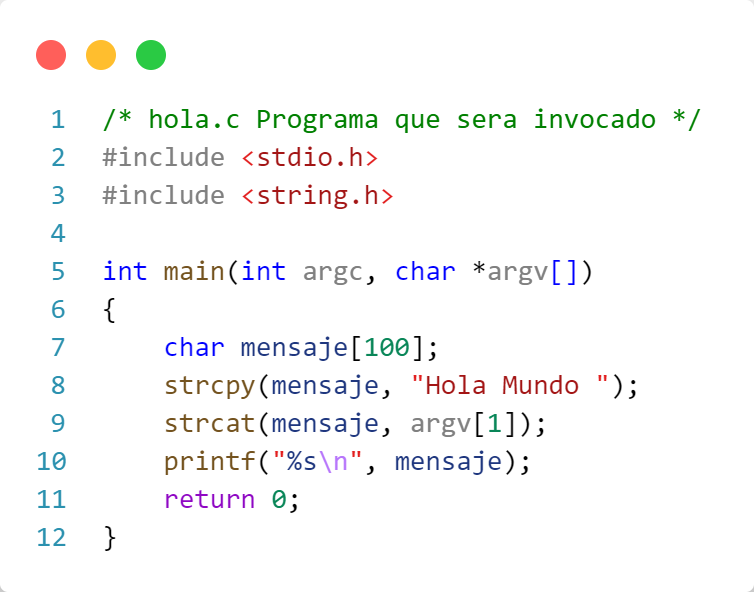 1 /* hola.c Programa que sera invocado */
2 #include <stdio.h>
3 #include <string.h>
4
5 int main(int argc, char *argv[])
6 {
7     char mensaje[100];
8     strcpy(mensaje, "Hola Mundo ");
9     strcat(mensaje, argv[1]);
10     printf("%s\n", mensaje);
11     return 0;
12 }